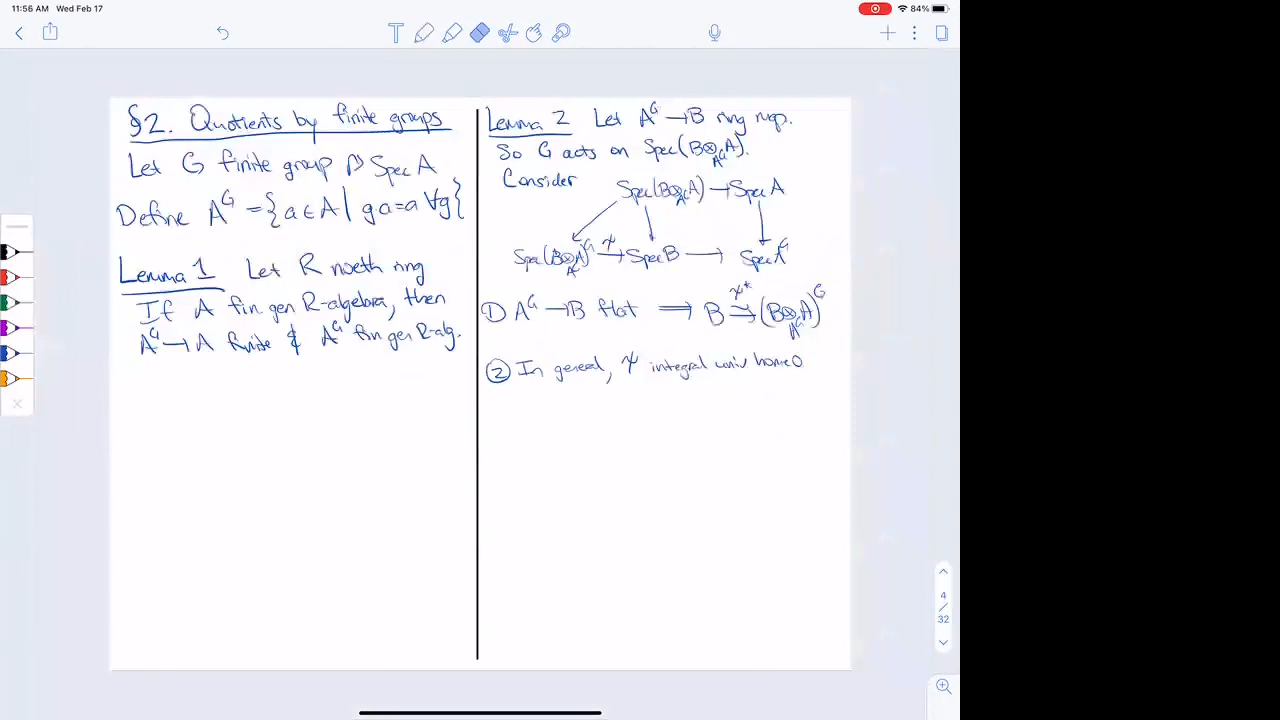 11:56 AM Wed Feb 17
84%
§2. Quotients by finite groups
Let G finite group ↷ Spec A
Define A^G = {a ∈ A | ga = a ∀g}
Lemma 1 Let R noeth ring
If A fin gen R-algebra, then
A^G → A finite & A^G fin gen R-alg.
Lemma 2 Let A^G → B ring map.
So G acts on Spec(B⊗_{A^G} A).
Consider
Spec(B⊗_{A^G} A) → Spec A
Spec(B⊗_{A^G} A)^G →^ψ Spec B → Spec A^G
① A^G → B flat ⟹ B →^{ψ*} (B⊗_{A^G} A)^G
② In general, ψ integral univ homeo
4
/
32